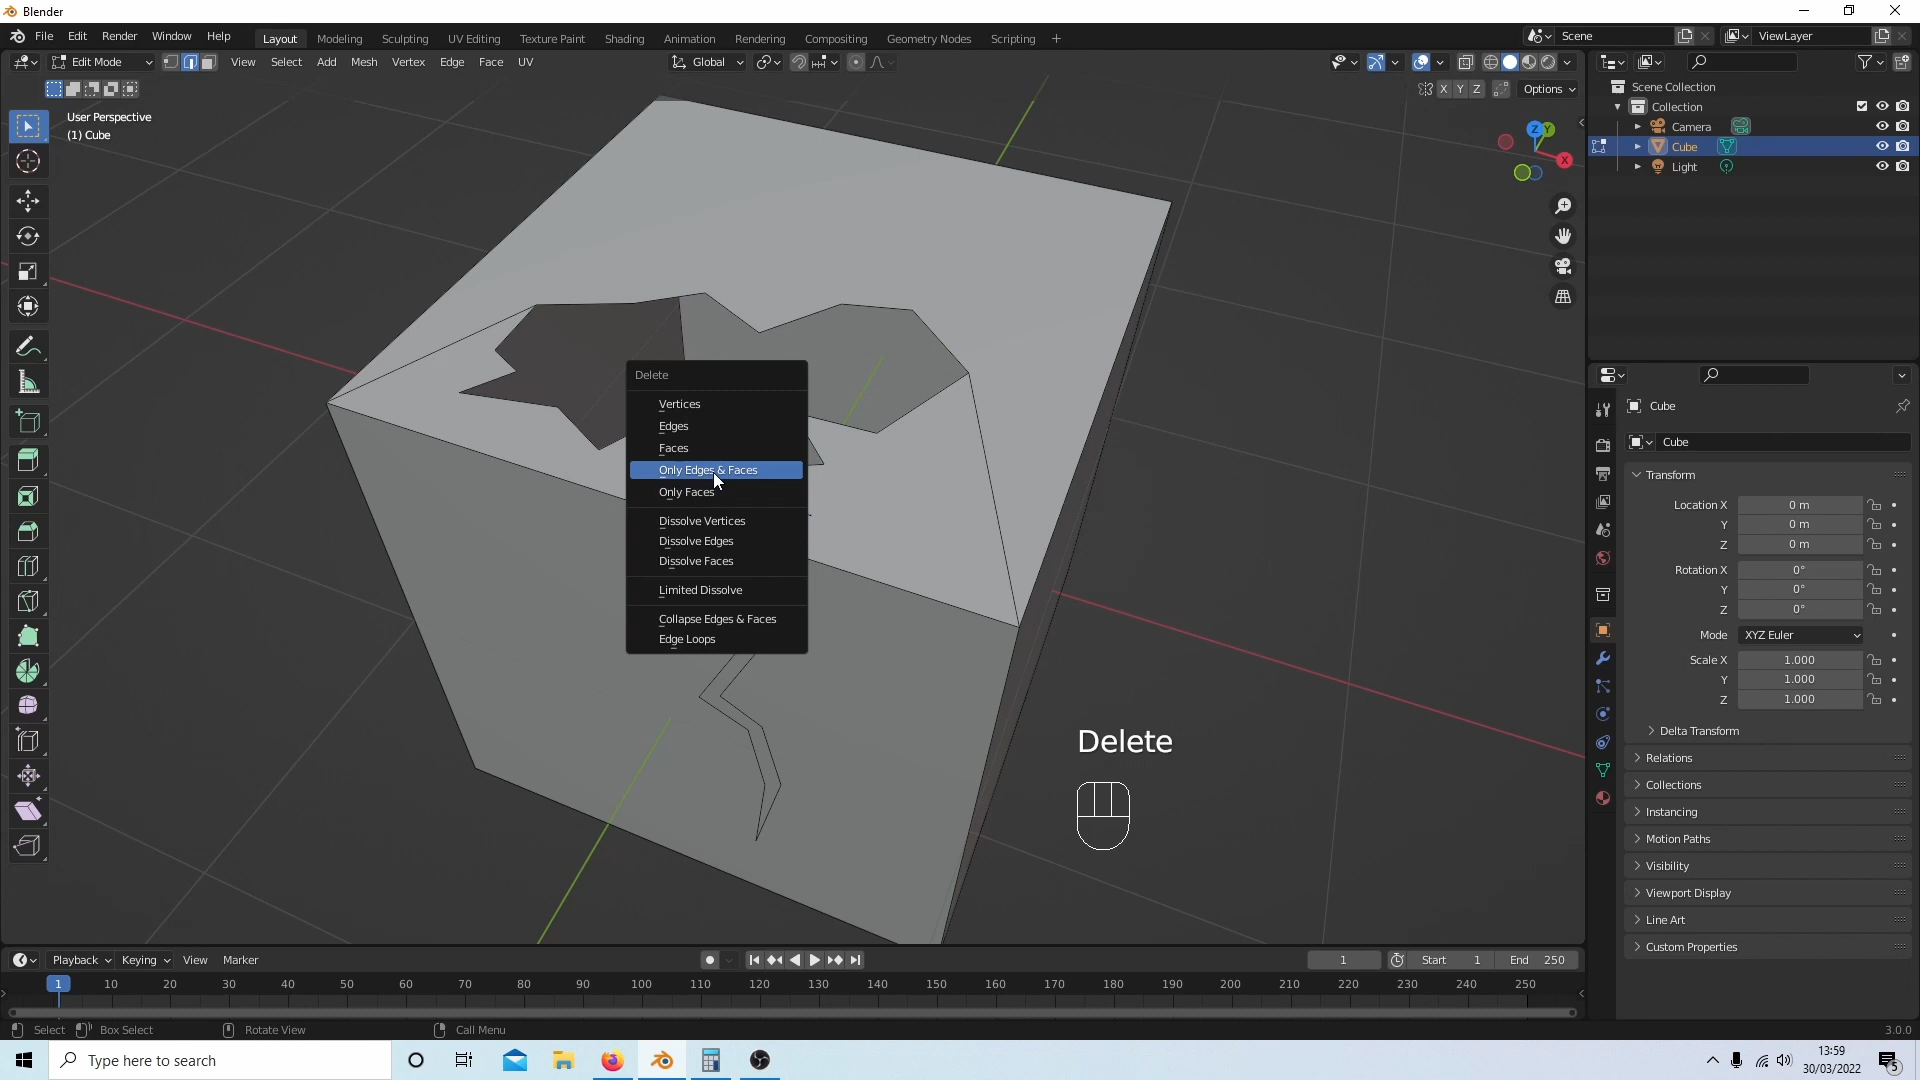 Blender
File Edit Render Window Help
Layout Modeling Sculpting UV Editing Texture Paint Shading Animation Rendering Compositing Geometry Nodes Scripting +
Scene
ViewLayer
Edit Mode View Select Add Mesh Vertex Edge Face UV
Global
X Y Z Options
User Perspective
(1) Cube
Z Y X
Scene Collection
Collection
Camera
Cube
Light
Delete
Vertices
Edges
Faces
Only Edges & Faces
Only Faces
Dissolve Vertices
Dissolve Edges
Dissolve Faces
Limited Dissolve
Collapse Edges & Faces
Edge Loops
Delete
Cube
Cube
Transform
Location X 0 m
Y 0 m
Z 0 m
Rotation X 0°
Y 0°
Z 0°
Mode XYZ Euler
Scale X 1.000
Y 1.000
Z 1.000
Delta Transform
Relations
Collections
Instancing
Motion Paths
Visibility
Viewport Display
Line Art
Custom Properties
Playback Keying View Marker
1 Start 1 End 250
1 10 20 30 40 50 60 70 80 90 100 110 120 130 140 150 160 170 180 190 200 210 220 230 240 250
Select Box Select Rotate View Call Menu 3.0.0
Type here to search
13:59
30/03/2022
5